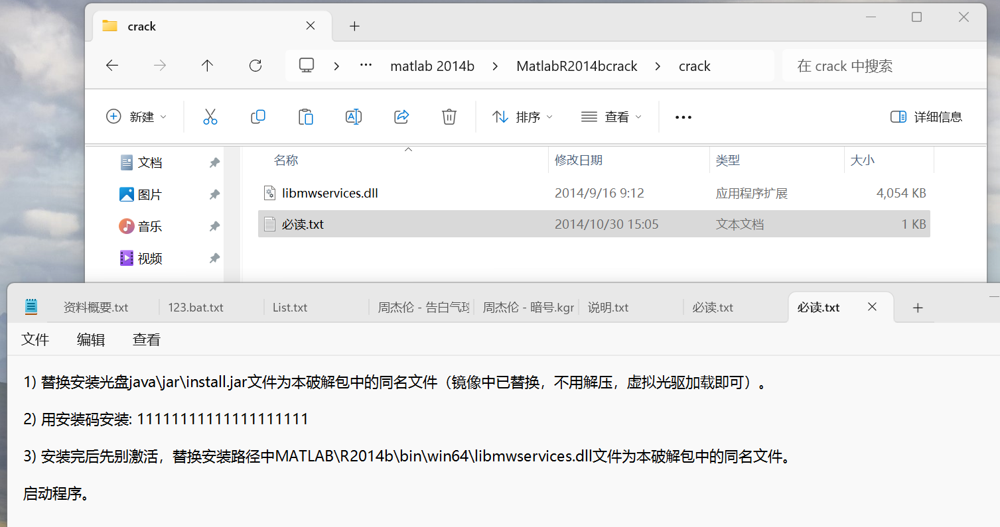 crack
matlab 2014b > MatlabR2014bcrack > crack
在 crack 中搜索
新建
排序
查看
详细信息
文档
图片
音乐
视频
名称 修改日期 类型 大小
libmwservices.dll 2014/9/16 9:12 应用程序扩展 4,054 KB
必读.txt 2014/10/30 15:05 文本文档 1 KB
资料概要.txt 123.bat.txt List.txt 周杰伦 - 告白气球 周杰伦 - 暗号.kgr 说明.txt 必读.txt 必读.txt
文件 编辑 查看
1) 替换安装光盘java\jar\install.jar文件为本破解包中的同名文件（镜像中已替换，不用解压，虚拟光驱加载即可）。
2) 用安装码安装: 11111111111111111111
3) 安装完后先别激活，替换安装路径中MATLAB\R2014b\bin\win64\libmwservices.dll文件为本破解包中的同名文件。
启动程序。